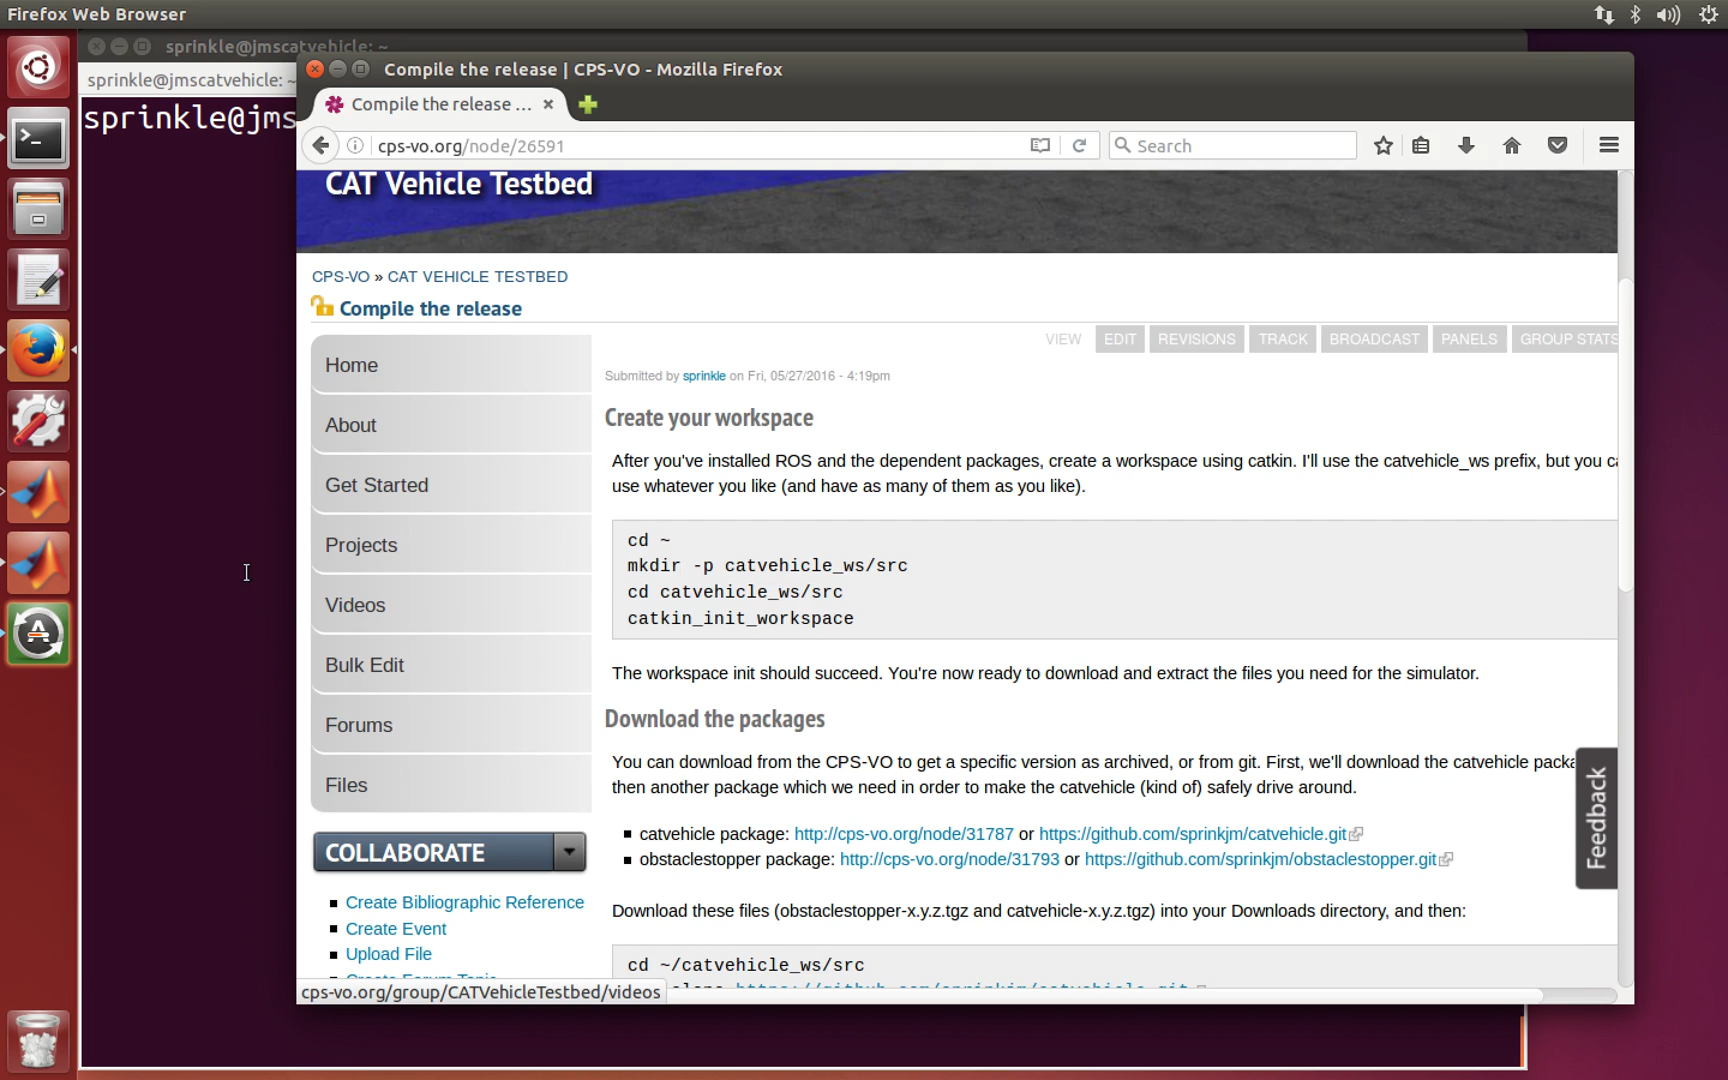 Firefox Web Browser
sprinkle@jmscatvehicle: ~
sprinkle@jmscatvehicle: ~
sprinkle@jms
Compile the release | CPS-VO - Mozilla Firefox
Compile the release ...
cps-vo.org/node/26591
Search
CAT Vehicle Testbed
CPS-VO » CAT VEHICLE TESTBED
Compile the release
VIEW EDIT REVISIONS TRACK BROADCAST PANELS GROUP STATS
Home
About
Get Started
Projects
Videos
Bulk Edit
Forums
Files
COLLABORATE
Create Bibliographic Reference
Create Event
Upload File
Create Forum Topic
Submitted by sprinkle on Fri, 05/27/2016 - 4:19pm
Create your workspace
After you've installed ROS and the dependent packages, create a workspace using catkin. I'll use the catvehicle_ws prefix, but you ca
use whatever you like (and have as many of them as you like).
cd ~
mkdir -p catvehicle_ws/src
cd catvehicle_ws/src
catkin_init_workspace
The workspace init should succeed. You're now ready to download and extract the files you need for the simulator.
Download the packages
You can download from the CPS-VO to get a specific version as archived, or from git. First, we'll download the catvehicle packa
then another package which we need in order to make the catvehicle (kind of) safely drive around.
catvehicle package: http://cps-vo.org/node/31787 or https://github.com/sprinkjm/catvehicle.git
obstaclestopper package: http://cps-vo.org/node/31793 or https://github.com/sprinkjm/obstaclestopper.git
Download these files (obstaclestopper-x.y.z.tgz and catvehicle-x.y.z.tgz) into your Downloads directory, and then:
cd ~/catvehicle_ws/src
clone https://github.com/sprinkjm/catvehicle.git
Feedback
cps-vo.org/group/CATVehicleTestbed/videos